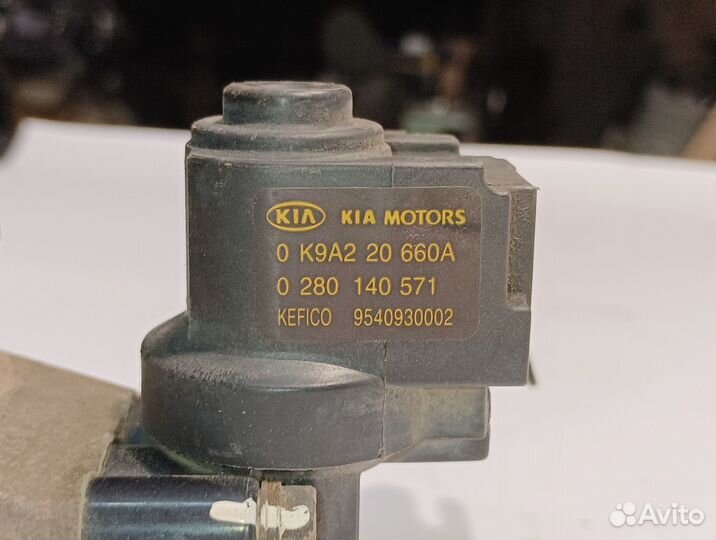 KIA KIA MOTORS
0 K9A2 20 660A
0 280 140 571
KEFICO 9540930002
Avito